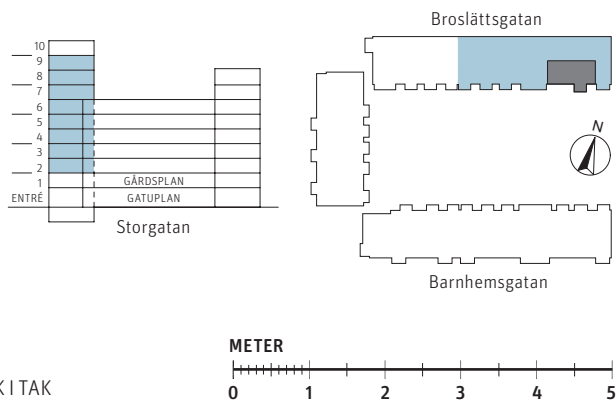 Broslättsgatan
10
9
8
7
6
5
4
3
2
1 GÅRDSPLAN
ENTRÉ GATUPLAN
Storgatan
N
Barnhemsgatan
METER
K I TAK
0 1 2 3 4 5